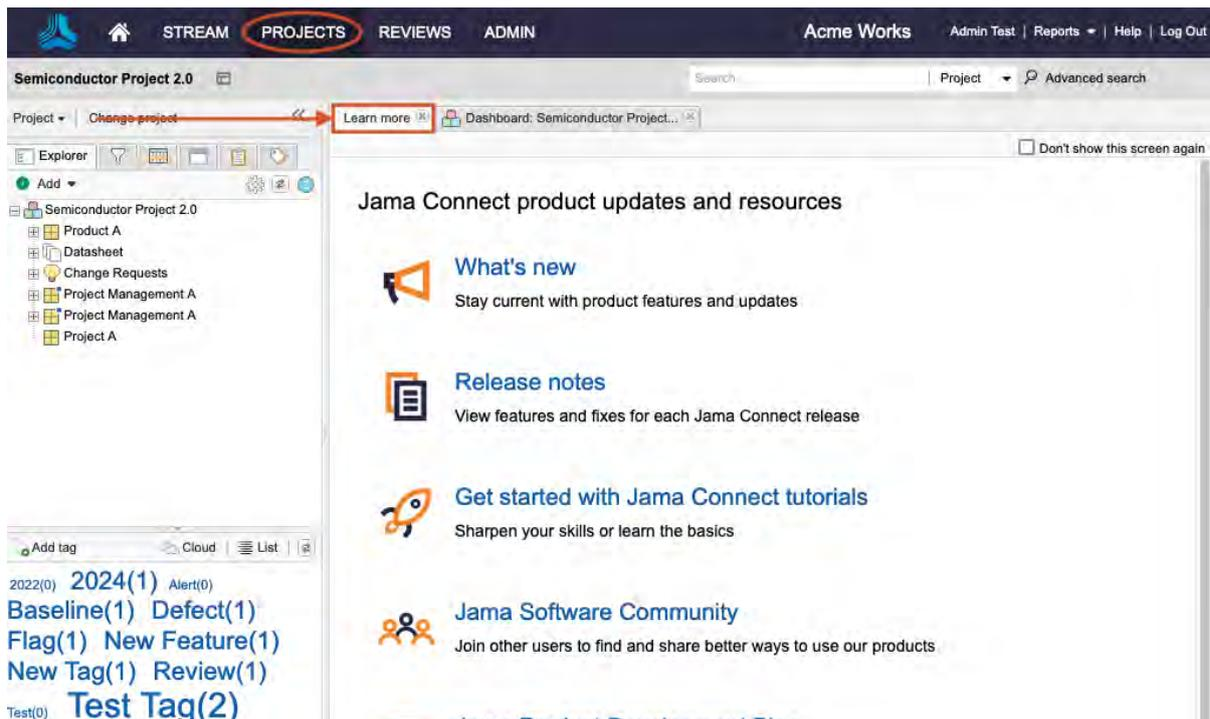 STREAM PROJECTS REVIEWS ADMIN Acme Works Admin Test | Reports | Help | Log Out
Semiconductor Project 2.0 Search Project Advanced search
Project Change project Learn more Dashboard: Semiconductor Project...
Explorer Don't show this screen again
Add
Semiconductor Project 2.0
Product A
Datasheet
Change Requests
Project Management A
Project Management A
Project A
Jama Connect product updates and resources
What's new
Stay current with product features and updates
Release notes
View features and fixes for each Jama Connect release
Get started with Jama Connect tutorials
Sharpen your skills or learn the basics
Jama Software Community
Join other users to find and share better ways to use our products
Add tag Cloud | List
2022(0) 2024(1) Alert(0)
Baseline(1) Defect(1)
Flag(1) New Feature(1)
New Tag(1) Review(1)
Test(0) Test Tag(2)